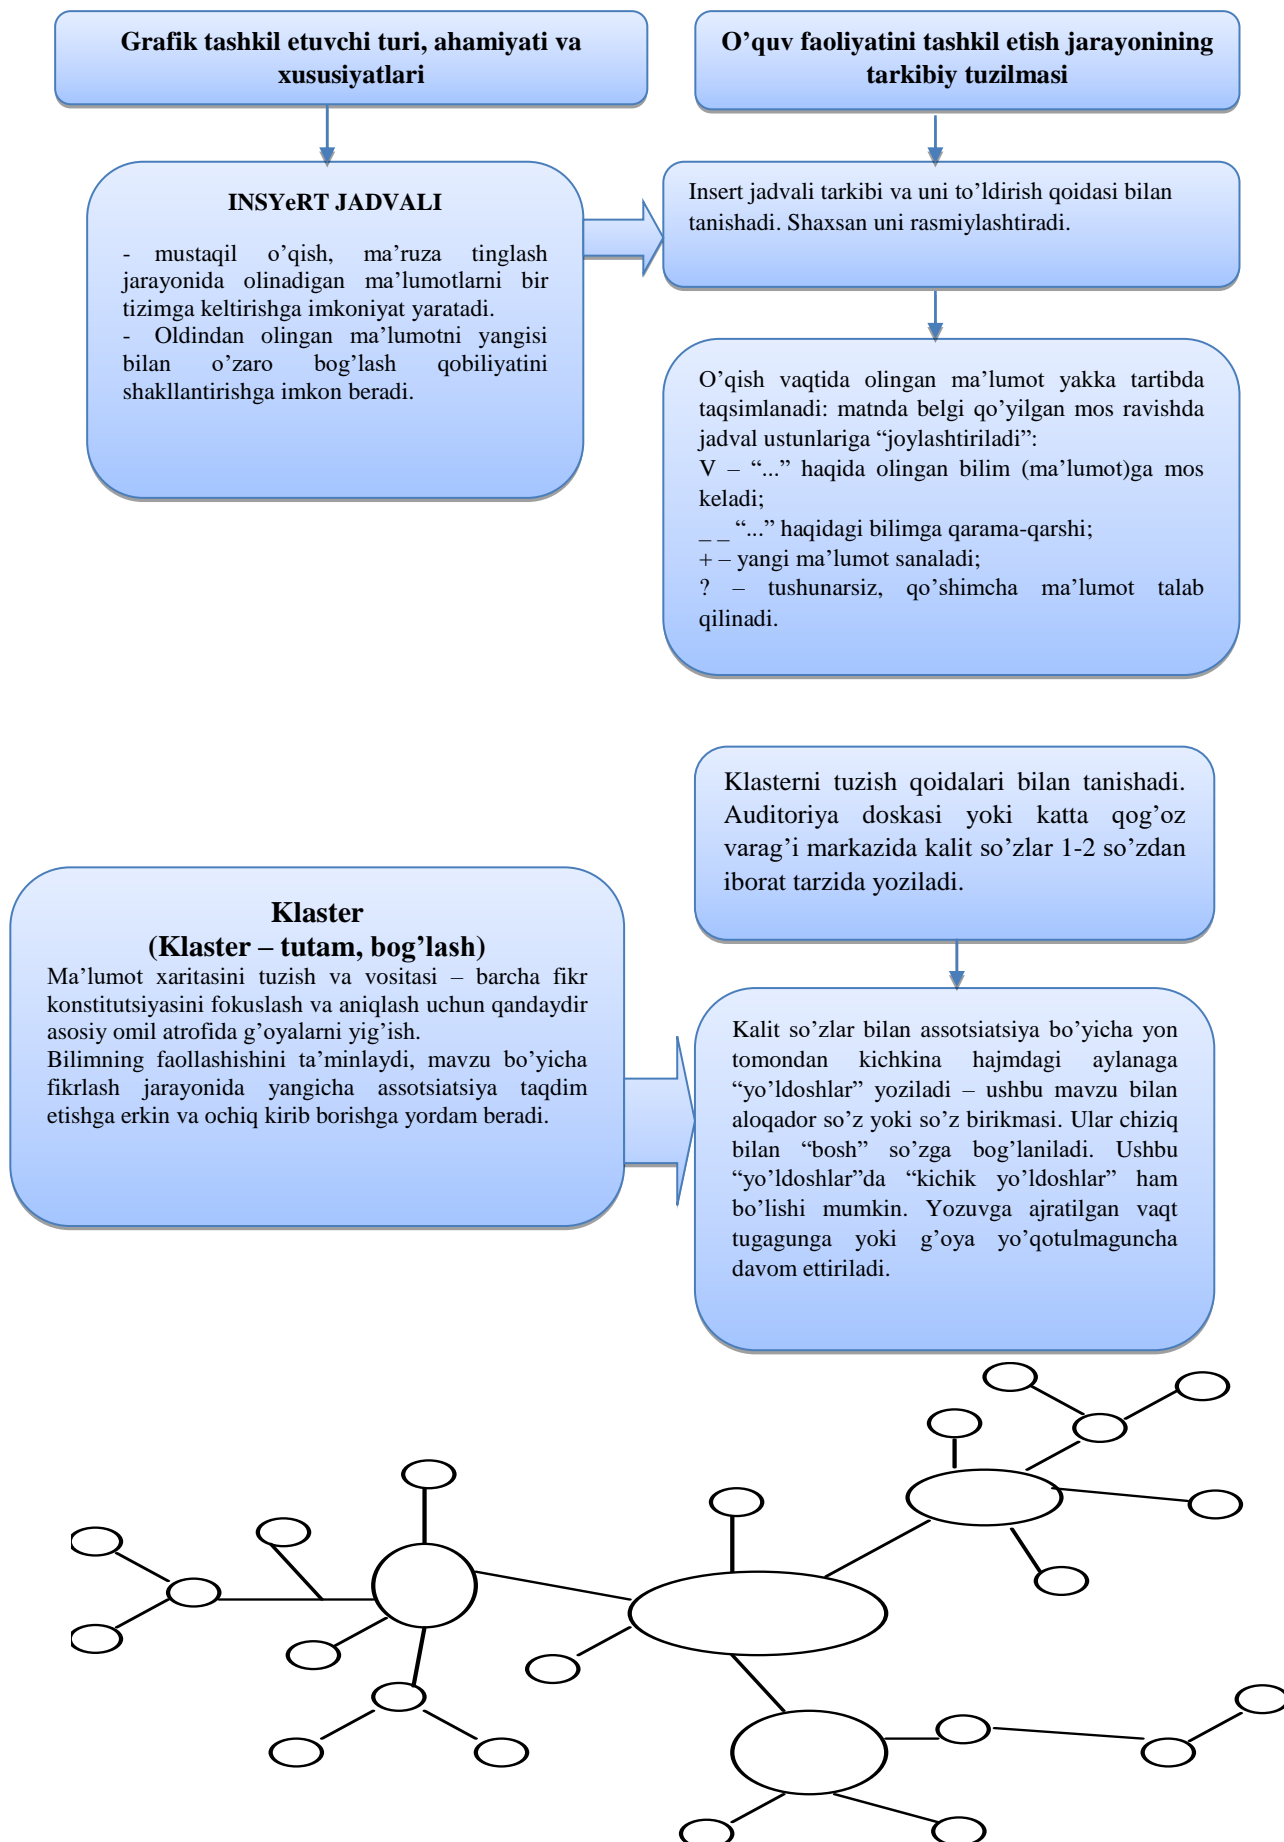 Grafik tashkil etuvchi turi, ahamiyati va
xususiyatlari
O’quv faoliyatini tashkil etish jarayonining
tarkibiy tuzilmasi
INSYeRT JADVALI
- mustaqil o’qish, ma’ruza tinglash
jarayonida olinadigan ma’lumotlarni bir
tizimga keltirishga imkoniyat yaratadi.
- Oldindan olingan ma’lumotni yangisi
bilan o’zaro bog’lash qobiliyatini
shakllantirishga imkon beradi.
Insert jadvali tarkibi va uni to’ldirish qoidasi bilan
tanishadi. Shaxsan uni rasmiylashtiradi.
O’qish vaqtida olingan ma’lumot yakka tartibda
taqsimlanadi: matnda belgi qo’yilgan mos ravishda
jadval ustunlariga “joylashtiriladi”:
V – “...” haqida olingan bilim (ma’lumot)ga mos
keladi;
_ _ “...” haqidagi bilimga qarama-qarshi;
+ – yangi ma’lumot sanaladi;
? – tushunarsiz, qo’shimcha ma’lumot talab
qilinadi.
Klaster
(Klaster – tutam, bog’lash)
Ma’lumot xaritasini tuzish va vositasi – barcha fikr
konstitutsiyasini fokuslash va aniqlash uchun qandaydir
asosiy omil atrofida g’oyalarni yig’ish.
Bilimning faollashishini ta’minlaydi, mavzu bo’yicha
fikrlash jarayonida yangicha assotsiatsiya taqdim
etishga erkin va ochiq kirib borishga yordam beradi.
Klasterni tuzish qoidalari bilan tanishadi.
Auditoriya doskasi yoki katta qog’oz
varag’i markazida kalit so’zlar 1-2 so’zdan
iborat tarzida yoziladi.
Kalit so’zlar bilan assotsiatsiya bo’yicha yon
tomondan kichkina hajmdagi aylanaga
“yo’ldoshlar” yoziladi – ushbu mavzu bilan
aloqador so’z yoki so’z birikmasi. Ular chiziq
bilan “bosh” so’zga bog’laniladi. Ushbu
“yo’ldoshlar”da “kichik yo’ldoshlar” ham
bo’lishi mumkin. Yozuvga ajratilgan vaqt
tugagunga yoki g’oya yo’qotulmaguncha
davom ettiriladi.